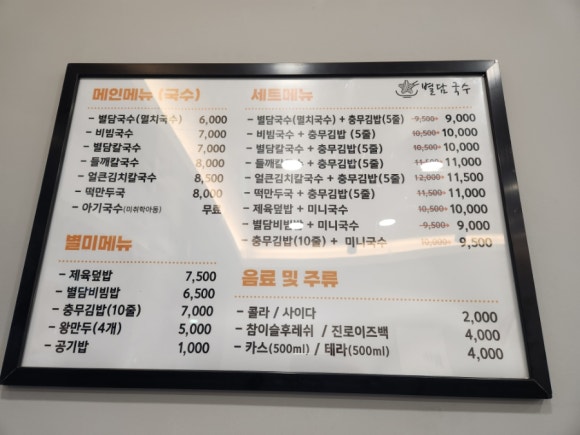 별담국수
메인메뉴 (국수)
- 별담국수(멸치국수) 6,000
- 비빔국수 7,000
- 별담칼국수 7,000
- 들깨칼국수 8,000
- 얼큰김치칼국수 8,500
- 떡만두국 8,000
- 아기국수(미취학아동) 무료
별미메뉴
- 제육덮밥 7,500
- 별담비빔밥 6,500
- 충무김밥(10줄) 7,000
- 왕만두(4개) 5,000
- 공기밥 1,000
세트메뉴
- 별담국수(멸치국수) + 충무김밥(5줄) 9,500 9,000
- 비빔국수 + 충무김밥 (5줄) 10,500 10,000
- 별담칼국수 + 충무김밥(5줄) 10,500 10,000
- 들깨칼국수 + 충무김밥(5줄) 11,500 11,000
- 얼큰김치칼국수 + 충무김밥(5줄) 12,000 11,500
- 떡만두국 + 충무김밥(5줄) 11,500 11,000
- 제육덮밥 + 미니국수 10,500 10,000
- 별담비빔밥 + 미니국수 9,500 9,000
- 충무김밥(10줄) + 미니국수 10,000 9,500
음료 및 주류
- 콜라 / 사이다 2,000
- 참이슬후레쉬 / 진로이즈백 4,000
- 카스(500ml) / 테라(500ml) 4,000